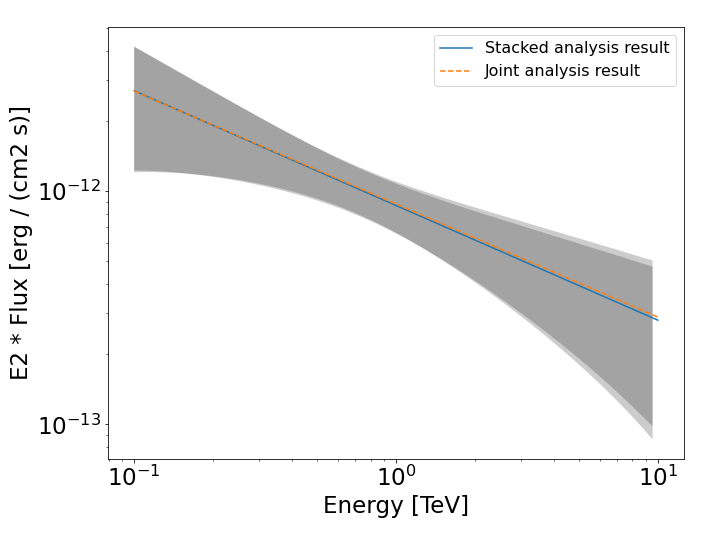 Stacked analysis result
Joint analysis result
E2 * Flux [erg / (cm2 s)]
10⁻¹²
10⁻¹³
10⁻¹
10⁰
10¹
Energy [TeV]